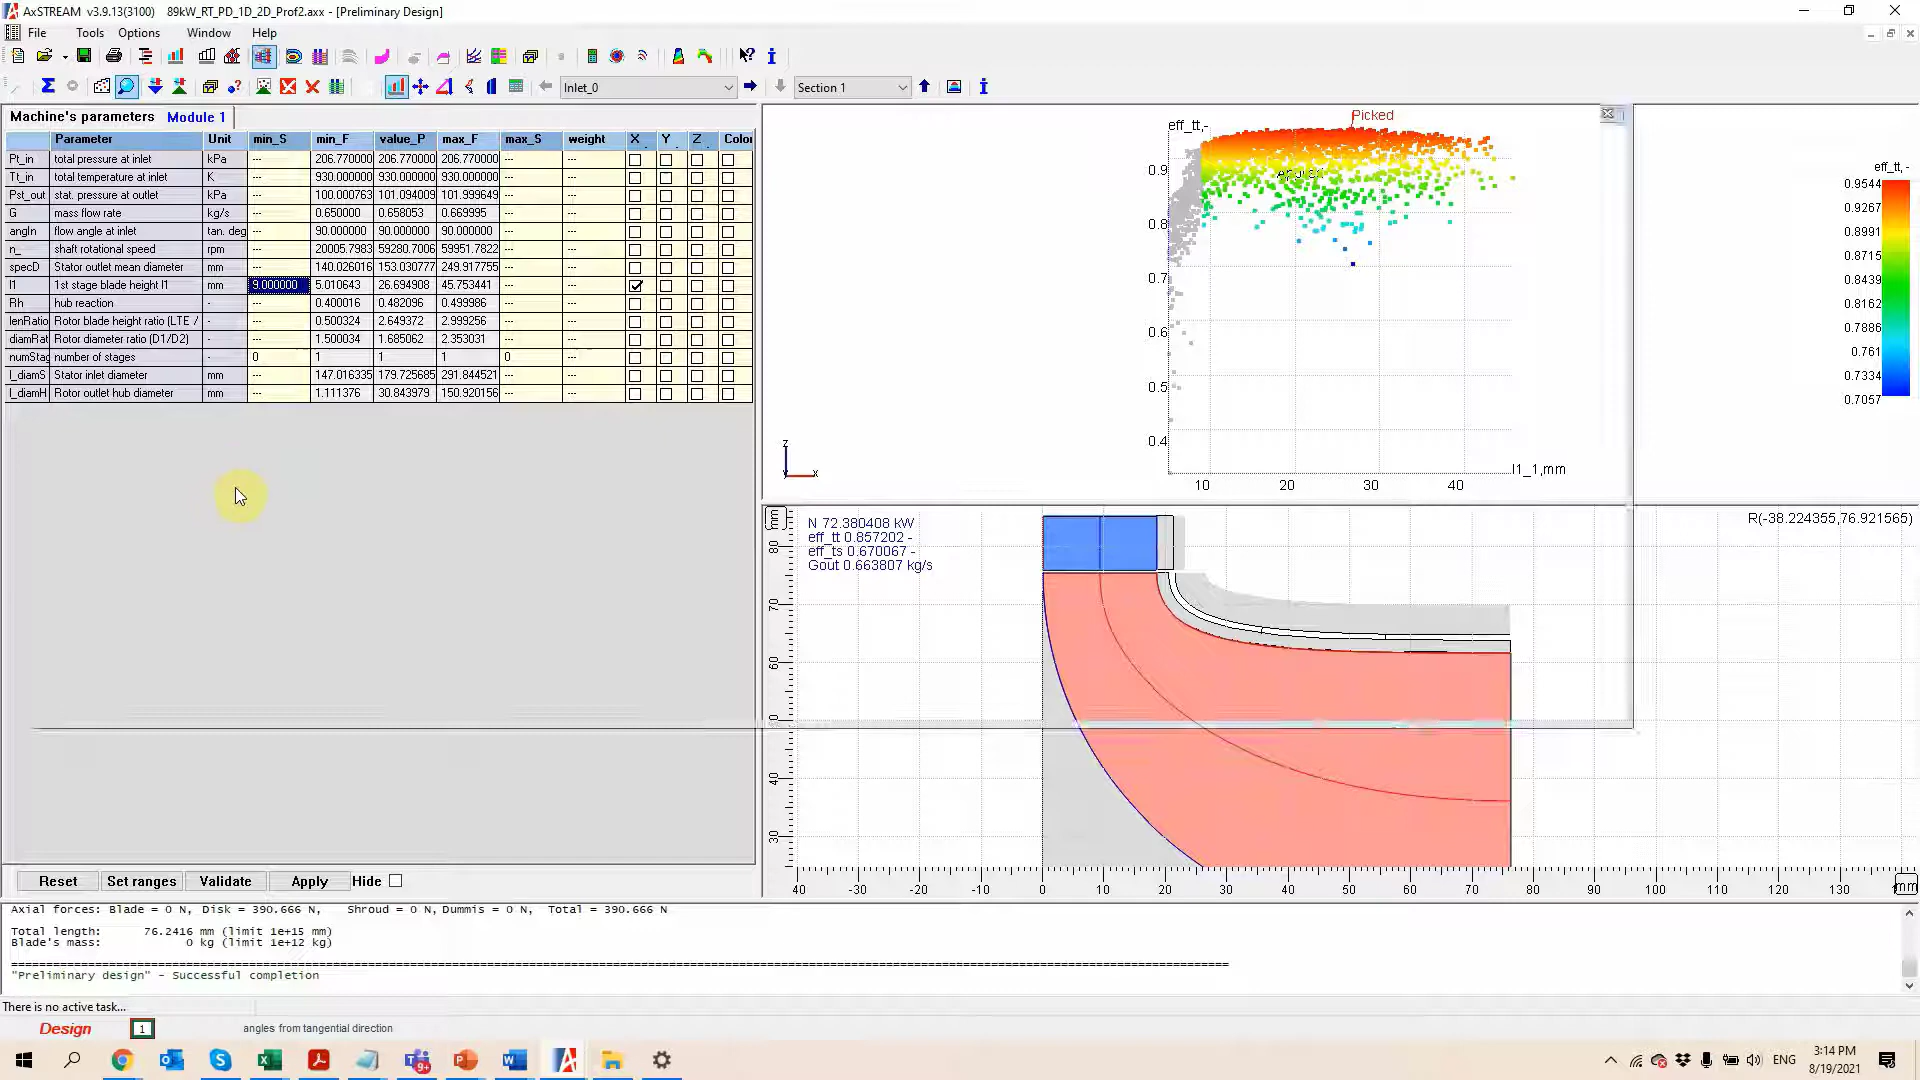 AxSTREAM v3.9.13(3100) 89kW_RT_PD_1D_2D_Prof2.axx - [Preliminary Design]
File Tools Options Window Help
Inlet_0 Section 1
Machine's parameters Module 1
Parameter Unit min_S min_F value_P max_F max_S weight X Y Z Color
Pt_in total pressure at inlet kPa --- 206.770000 206.770000 206.770000 --- ---
Tt_in total temperature at inlet K --- 930.000000 930.000000 930.000000 --- ---
Pst_out stat. pressure at outlet kPa --- 100.000763 101.094009 101.999649 --- ---
G mass flow rate kg/s --- 0.650000 0.658053 0.669995 --- ---
angIn flow angle at inlet tan. deg --- 90.000000 90.000000 90.000000 --- ---
n_ shaft rotational speed rpm --- 20005.7983 59280.7006 59951.7822 --- ---
specD Stator outlet mean diameter mm --- 140.026016 153.030777 249.917755 --- ---
l1 1st stage blade height l1 mm 9.000000 5.010643 26.694908 45.753441 --- ---
Rh hub reaction - --- 0.400016 0.482096 0.499986 --- ---
lenRatio Rotor blade height ratio (LTE / - --- 0.500324 2.649372 2.999256 --- ---
diamRat Rotor diameter ratio (D1/D2) - --- 1.500034 1.685062 2.353031 --- ---
numStag number of stages - 0 1 1 1 0 ---
l_diamS Stator inlet diameter mm --- 147.016335 179.725685 291.844521 --- ---
l_diamH Rotor outlet hub diameter mm --- 1.111376 30.843979 150.920156 --- ---
Reset Set ranges Validate Apply Hide
eff_tt,- Picked
0.9
0.8
0.7
0.6
0.5
0.4
10 20 30 40
l1_1,mm
z
x
eff_tt, -
0.9544
0.9267
0.8991
0.8715
0.8439
0.8162
0.7886
0.761
0.7334
0.7057
N 72.380408 kW
eff_tt 0.857202 -
eff_ts 0.670067 -
Gout 0.663807 kg/s
R(-38.224355,76.921565)
mm
80
70
60
40
30
40 -30 -20 -10 0 10 20 30 40 50 60 70 80 90 100 110 120 130 mm
Axial forces: Blade = 0 N, Disk = 390.666 N, Shroud = 0 N, Dummis = 0 N, Total = 390.666 N
Total length: 76.2416 mm (limit 1e+15 mm)
Blade's mass: 0 kg (limit 1e+12 kg)
"Preliminary design" - Successful completion
There is no active task...
Design 1 angles from tangential direction
9+
ENG
3:14 PM
8/19/2021